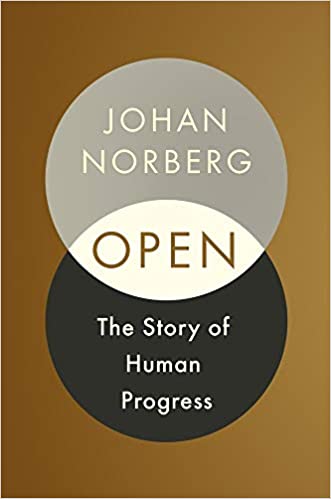 JOHAN
NORBERG
OPEN
The Story of
Human
Progress